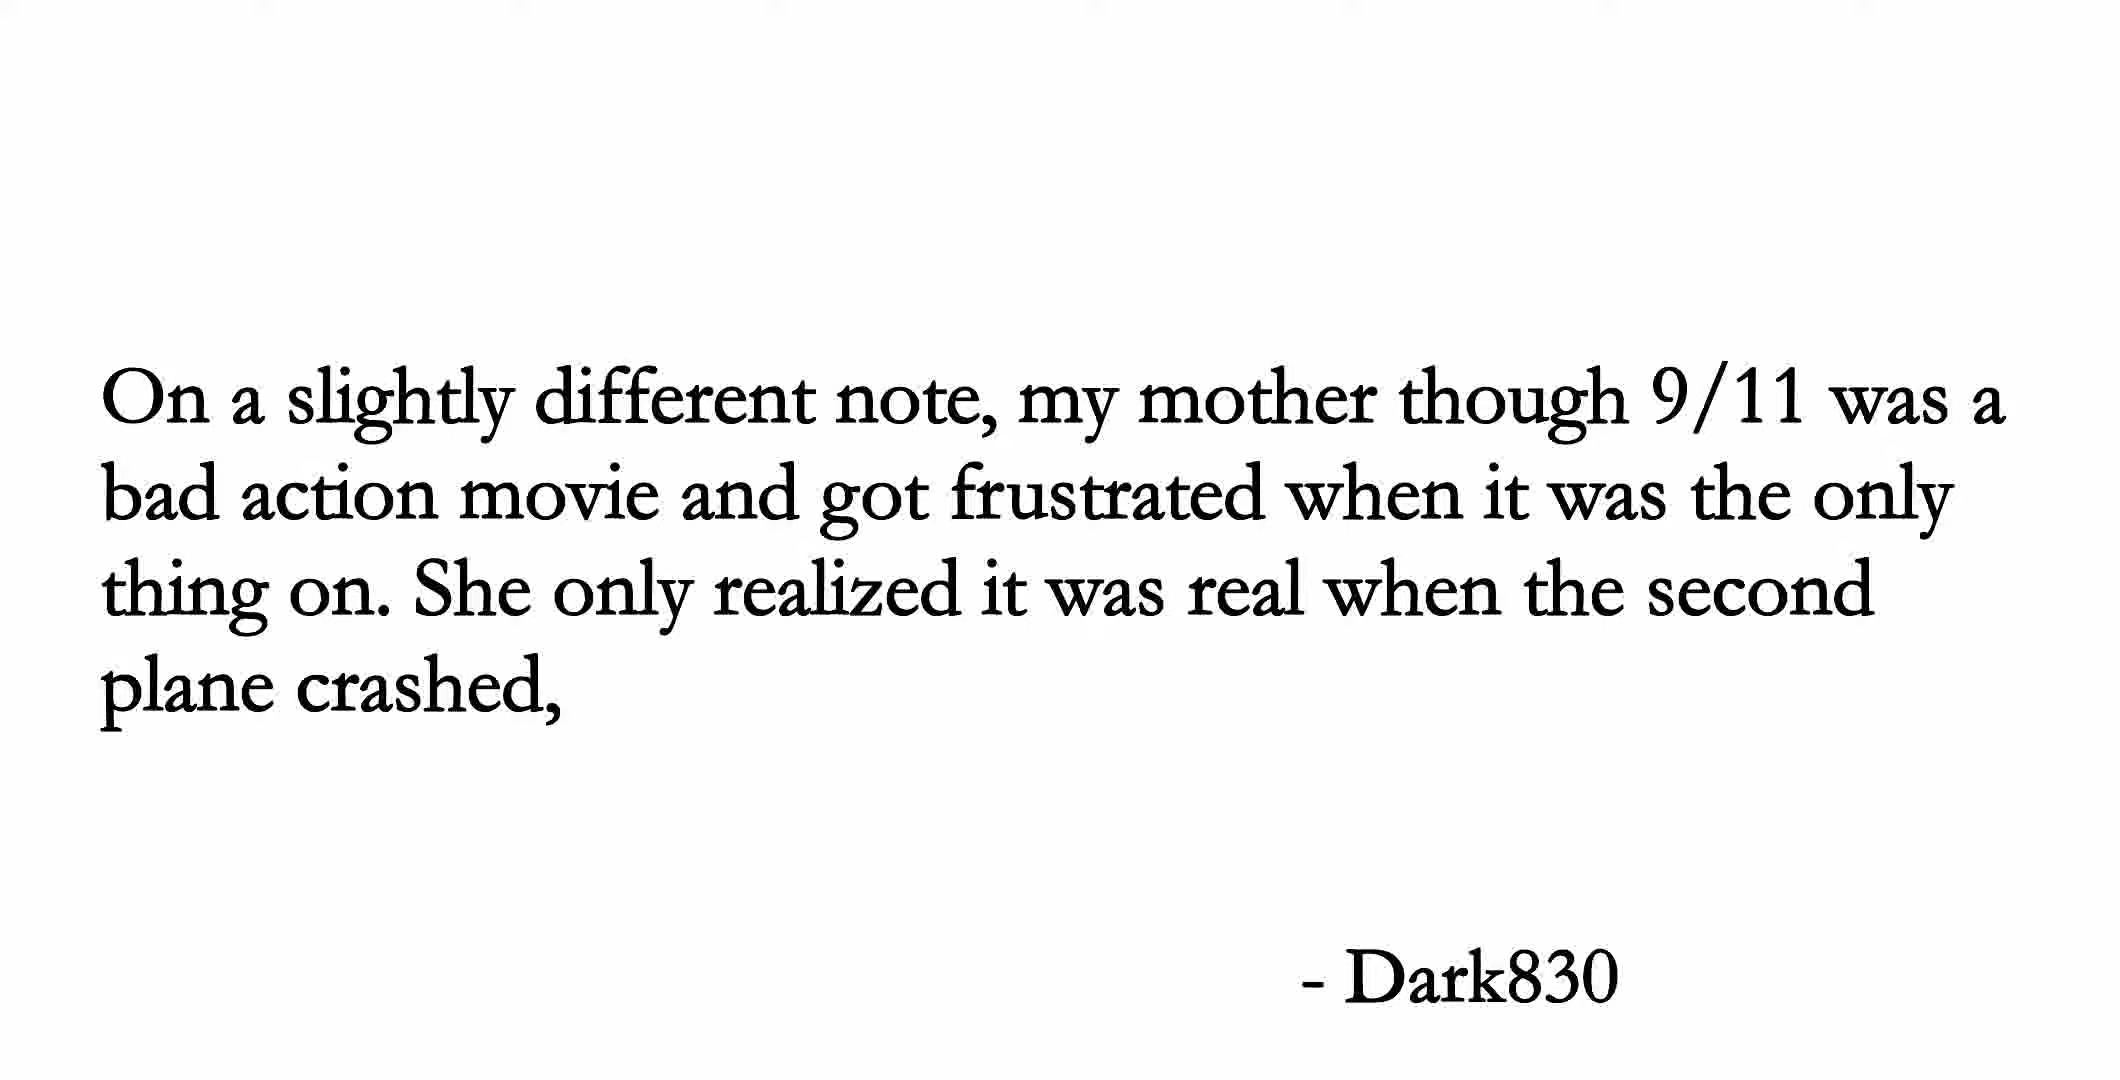 On a slightly different note, my mother though 9/11 was a
bad action movie and got frustrated when it was the only
thing on. She only realized it was real when the second
plane crashed,
- Dark830